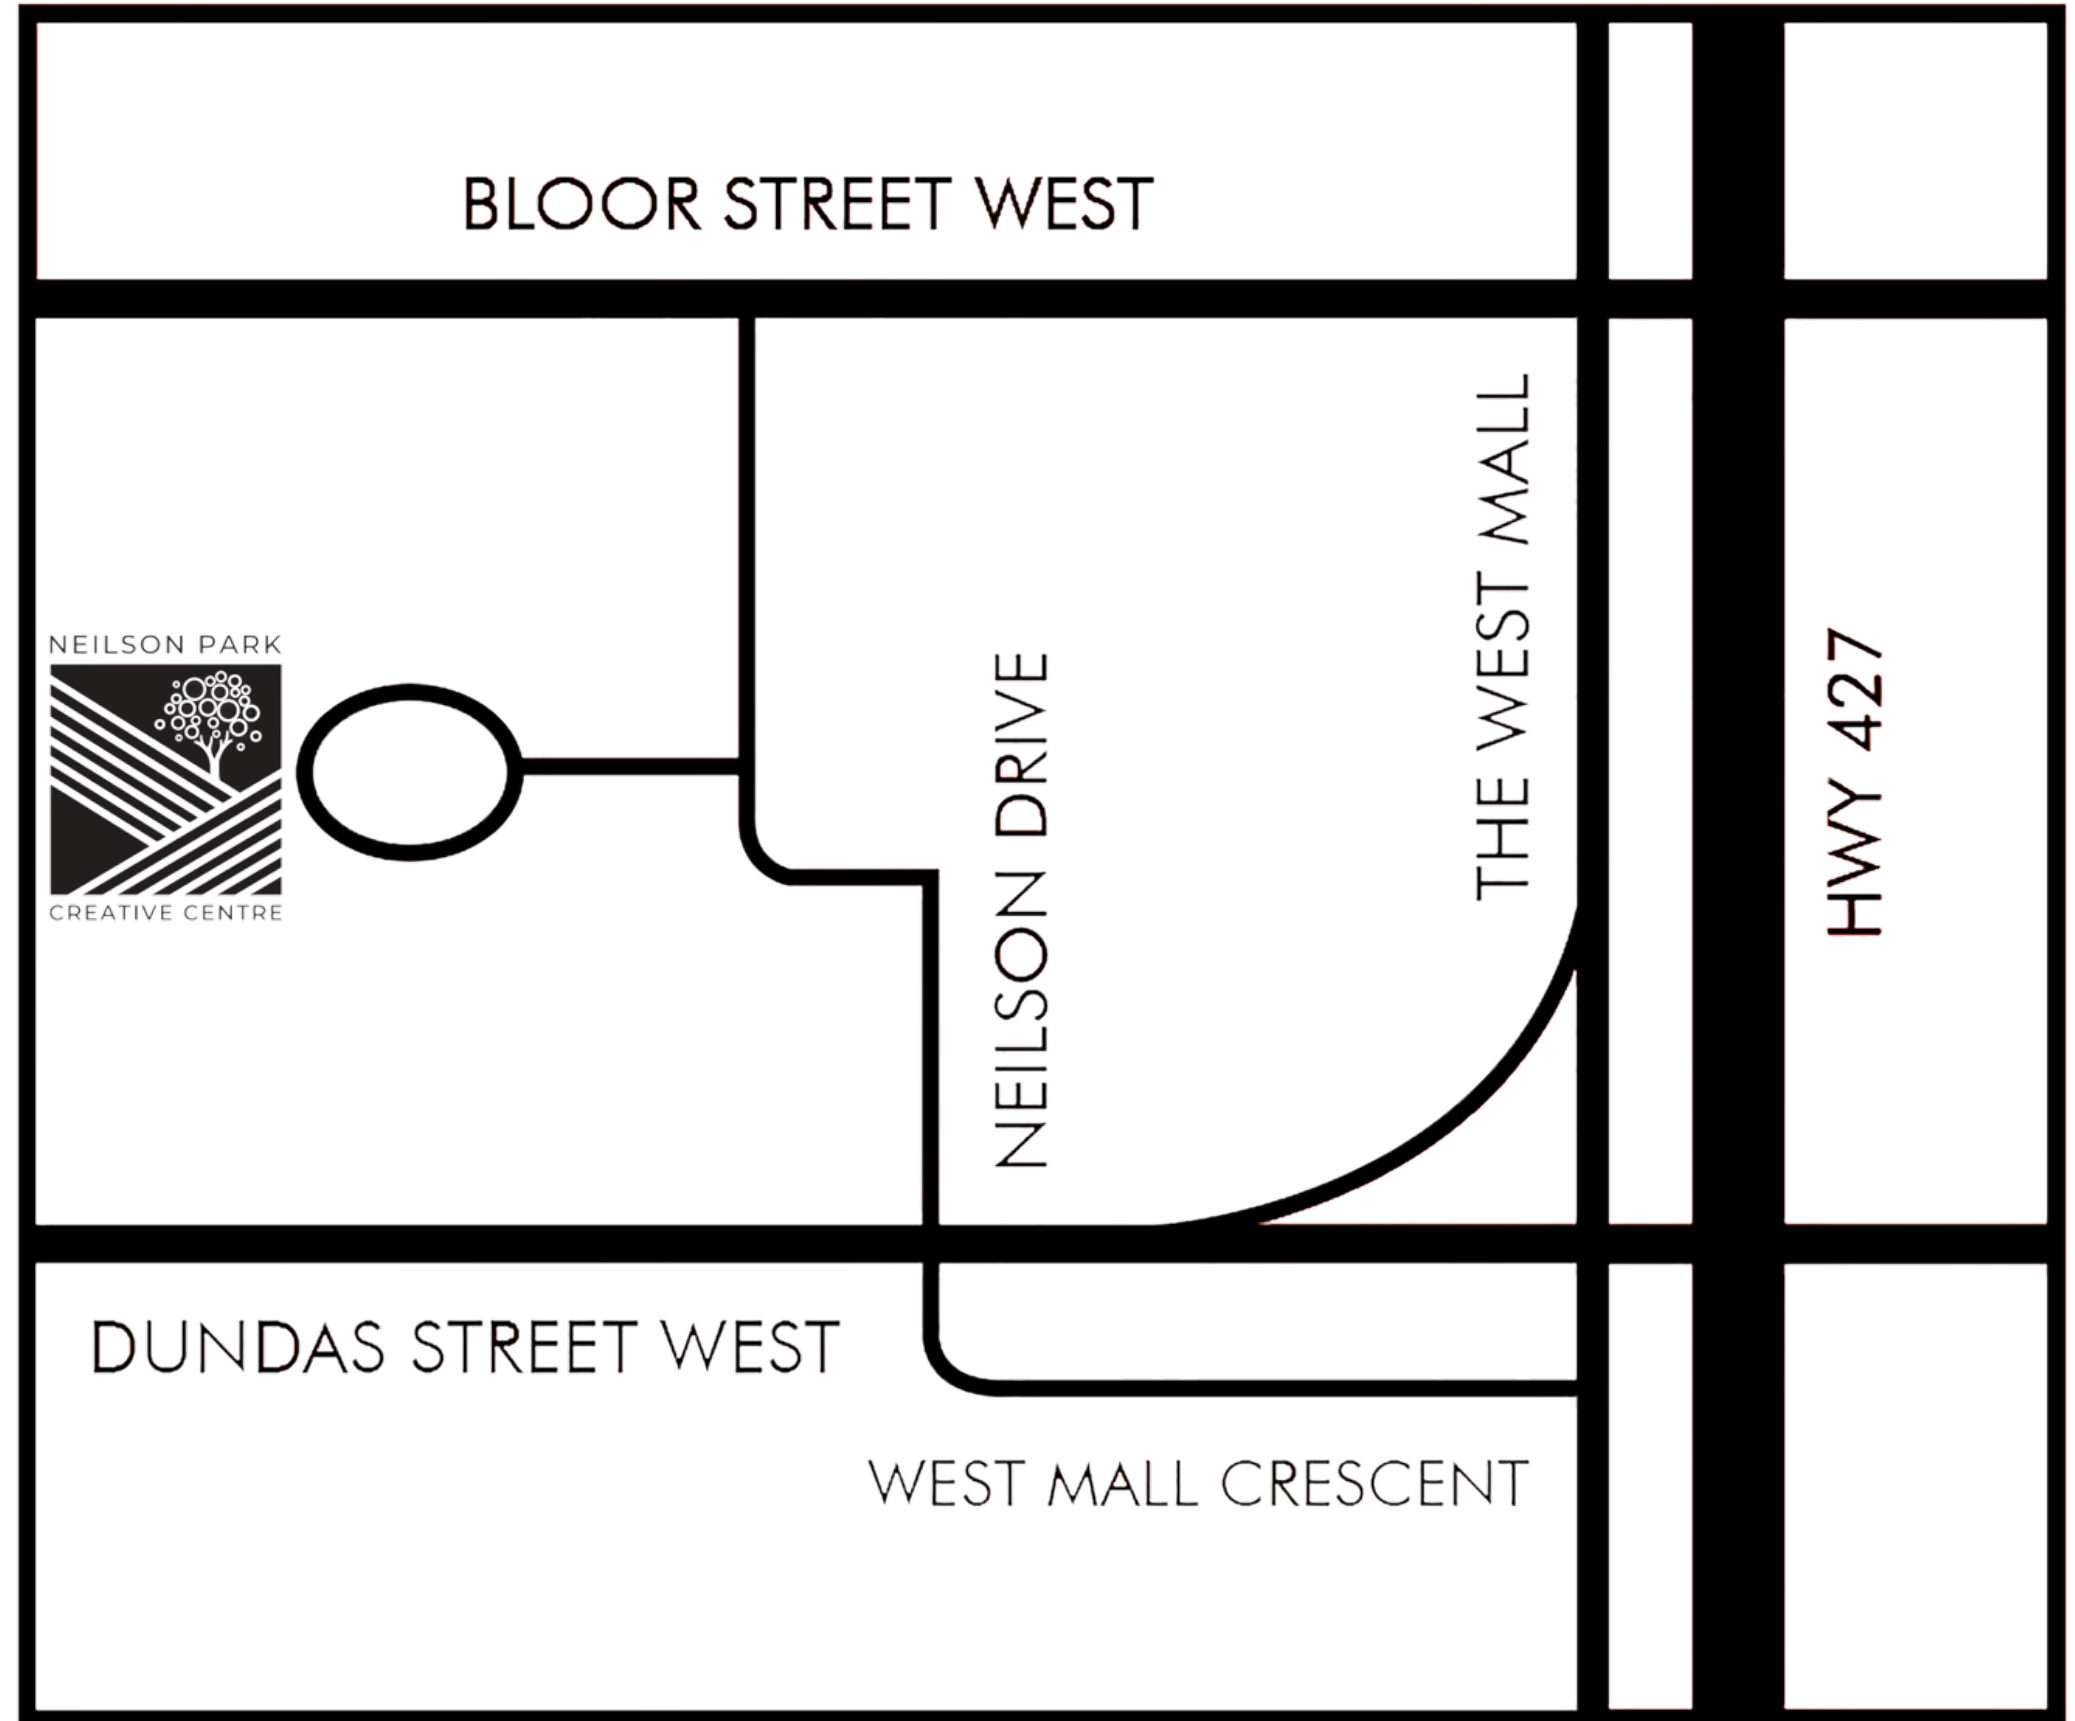 BLOOR STREET WEST
THE WEST MALL
HWY 427
NEILSON DRIVE
NEILSON PARK
CREATIVE CENTRE
DUNDAS STREET WEST
WEST MALL CRESCENT